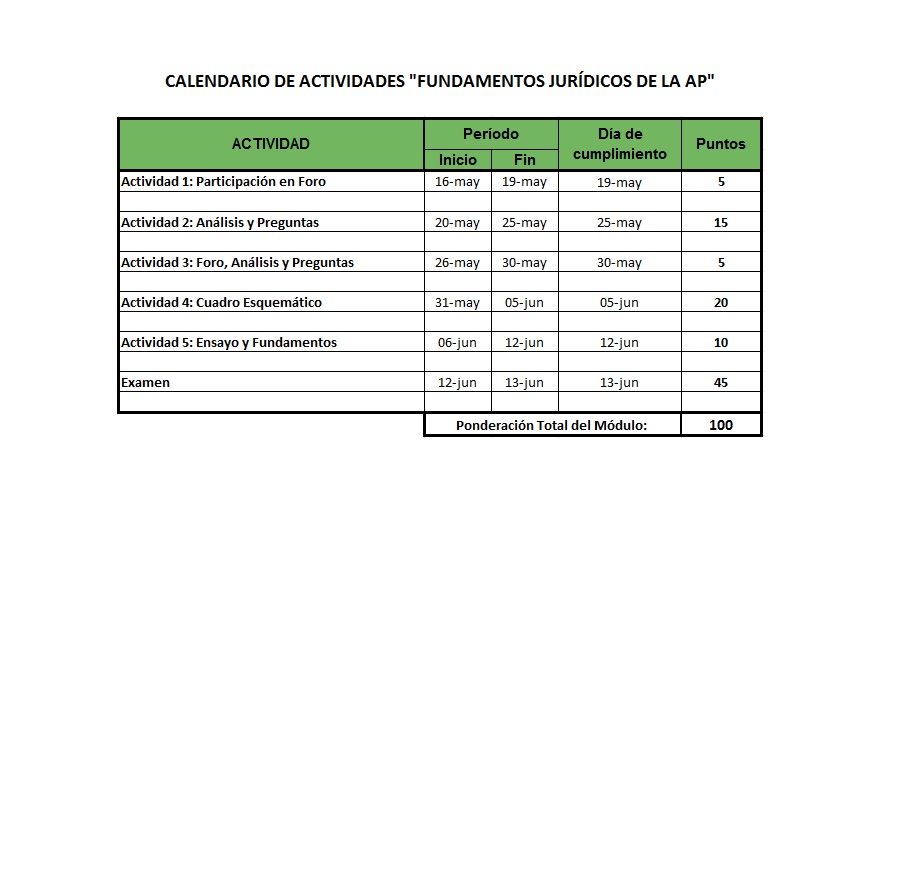 CALENDARIO DE ACTIVIDADES "FUNDAMENTOS JURÍDICOS DE LA AP"
ACTIVIDAD Período Día de cumplimiento Puntos
Inicio Fin
Actividad 1: Participación en Foro 16-may 19-may 19-may 5
Actividad 2: Análisis y Preguntas 20-may 25-may 25-may 15
Actividad 3: Foro, Análisis y Preguntas 26-may 30-may 30-may 5
Actividad 4: Cuadro Esquemático 31-may 05-jun 05-jun 20
Actividad 5: Ensayo y Fundamentos 06-jun 12-jun 12-jun 10
Examen 12-jun 13-jun 13-jun 45
Ponderación Total del Módulo: 100